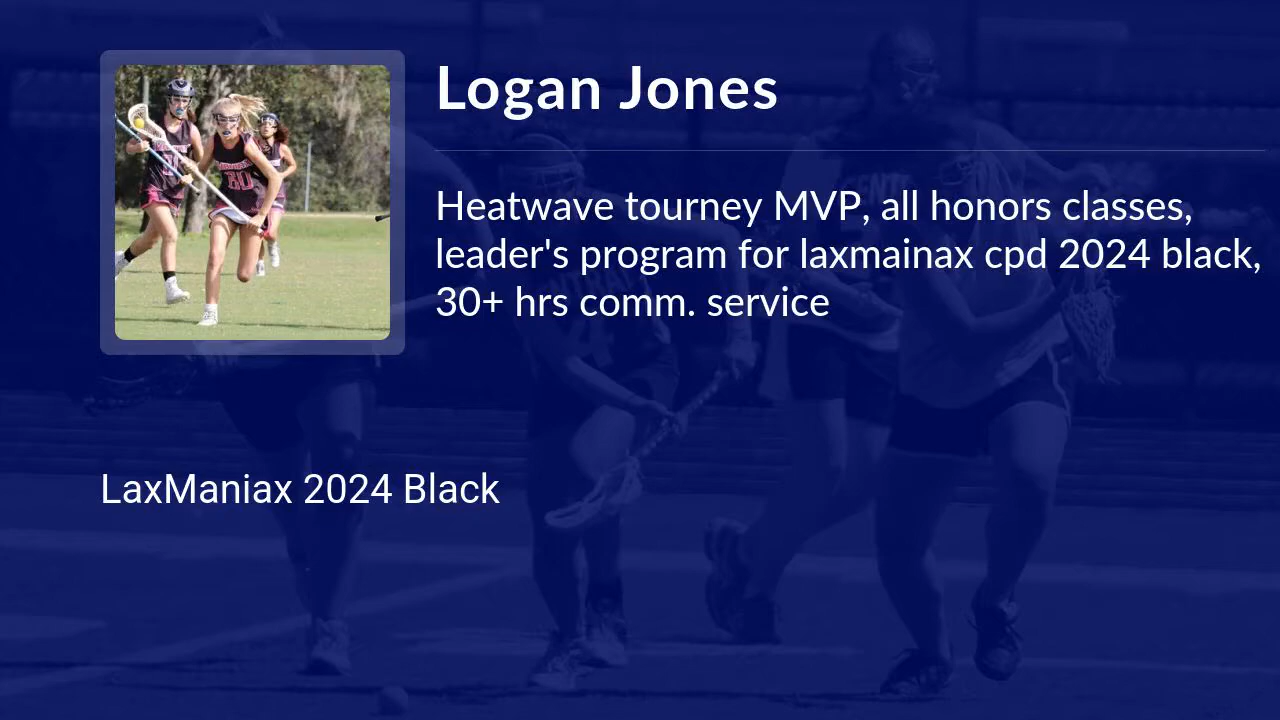 Logan Jones
Heatwave tourney MVP, all honors classes,
leader's program for laxmainax cpd 2024 black,
30+ hrs comm. service
LaxManiax 2024 Black